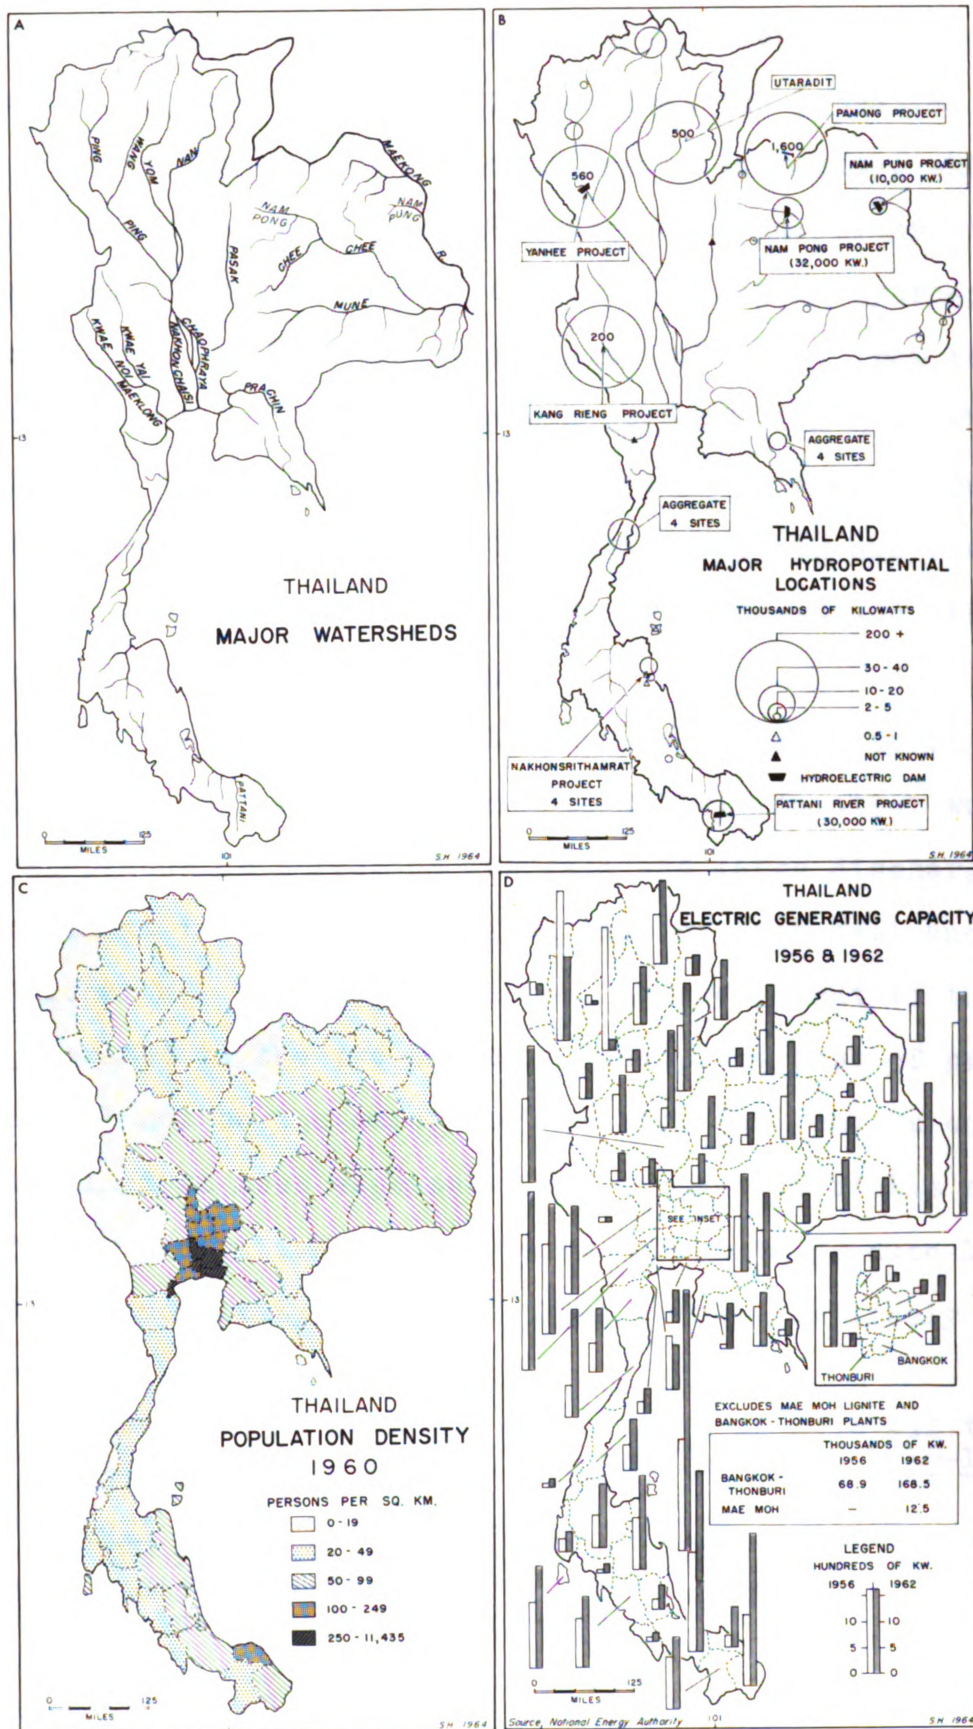 A
PING
WANG
YOM
NAN
MAEKONG
R.
NAM
PONG
NAM
PUNG
PING
CHEE
CHEE
PASAK
MUNE
KWAE NOI
KWAE YAI
MAEKLONG
NAKHONCHAISI
CHAOPHRAYA
PRACHIN
13
THAILAND
MAJOR WATERSHEDS
PATTANI
0 125
MILES
101
S.H. 1964
B
UTARADIT
500
PAMONG PROJECT
1,600
560
NAM PUNG PROJECT
(10,000 KW.)
YANHEE PROJECT
NAM PONG PROJECT
(32,000 KW.)
200
KANG RIENG PROJECT
13
AGGREGATE
4 SITES
AGGREGATE
4 SITES
THAILAND
MAJOR HYDROPOTENTIAL
LOCATIONS
THOUSANDS OF KILOWATTS
200 +
30-40
10-20
2-5
0.5-1
NOT KNOWN
HYDROELECTRIC DAM
NAKHONSRITHAMRAT
PROJECT
4 SITES
PATTANI RIVER PROJECT
(30,000 KW.)
0 125
MILES
101
S.H. 1964
C
13
THAILAND
POPULATION DENSITY
1960
PERSONS PER SQ. KM.
0-19
20-49
50-99
100-249
250-11,435
0 125
MILES
S.H. 1964
D
THAILAND
ELECTRIC GENERATING CAPACITY
1956 & 1962
SEE INSET
13
BANGKOK
THONBURI
EXCLUDES MAE MOH LIGNITE AND
BANGKOK-THONBURI PLANTS
THOUSANDS OF KW.
1956 1962
BANGKOK-
THONBURI 68.9 168.5
MAE MOH — 12.5
LEGEND
HUNDREDS OF KW.
1956 1962
10 10
5 5
0 0
0 125
MILES
Source, National Energy Authority
101
S.H. 1964